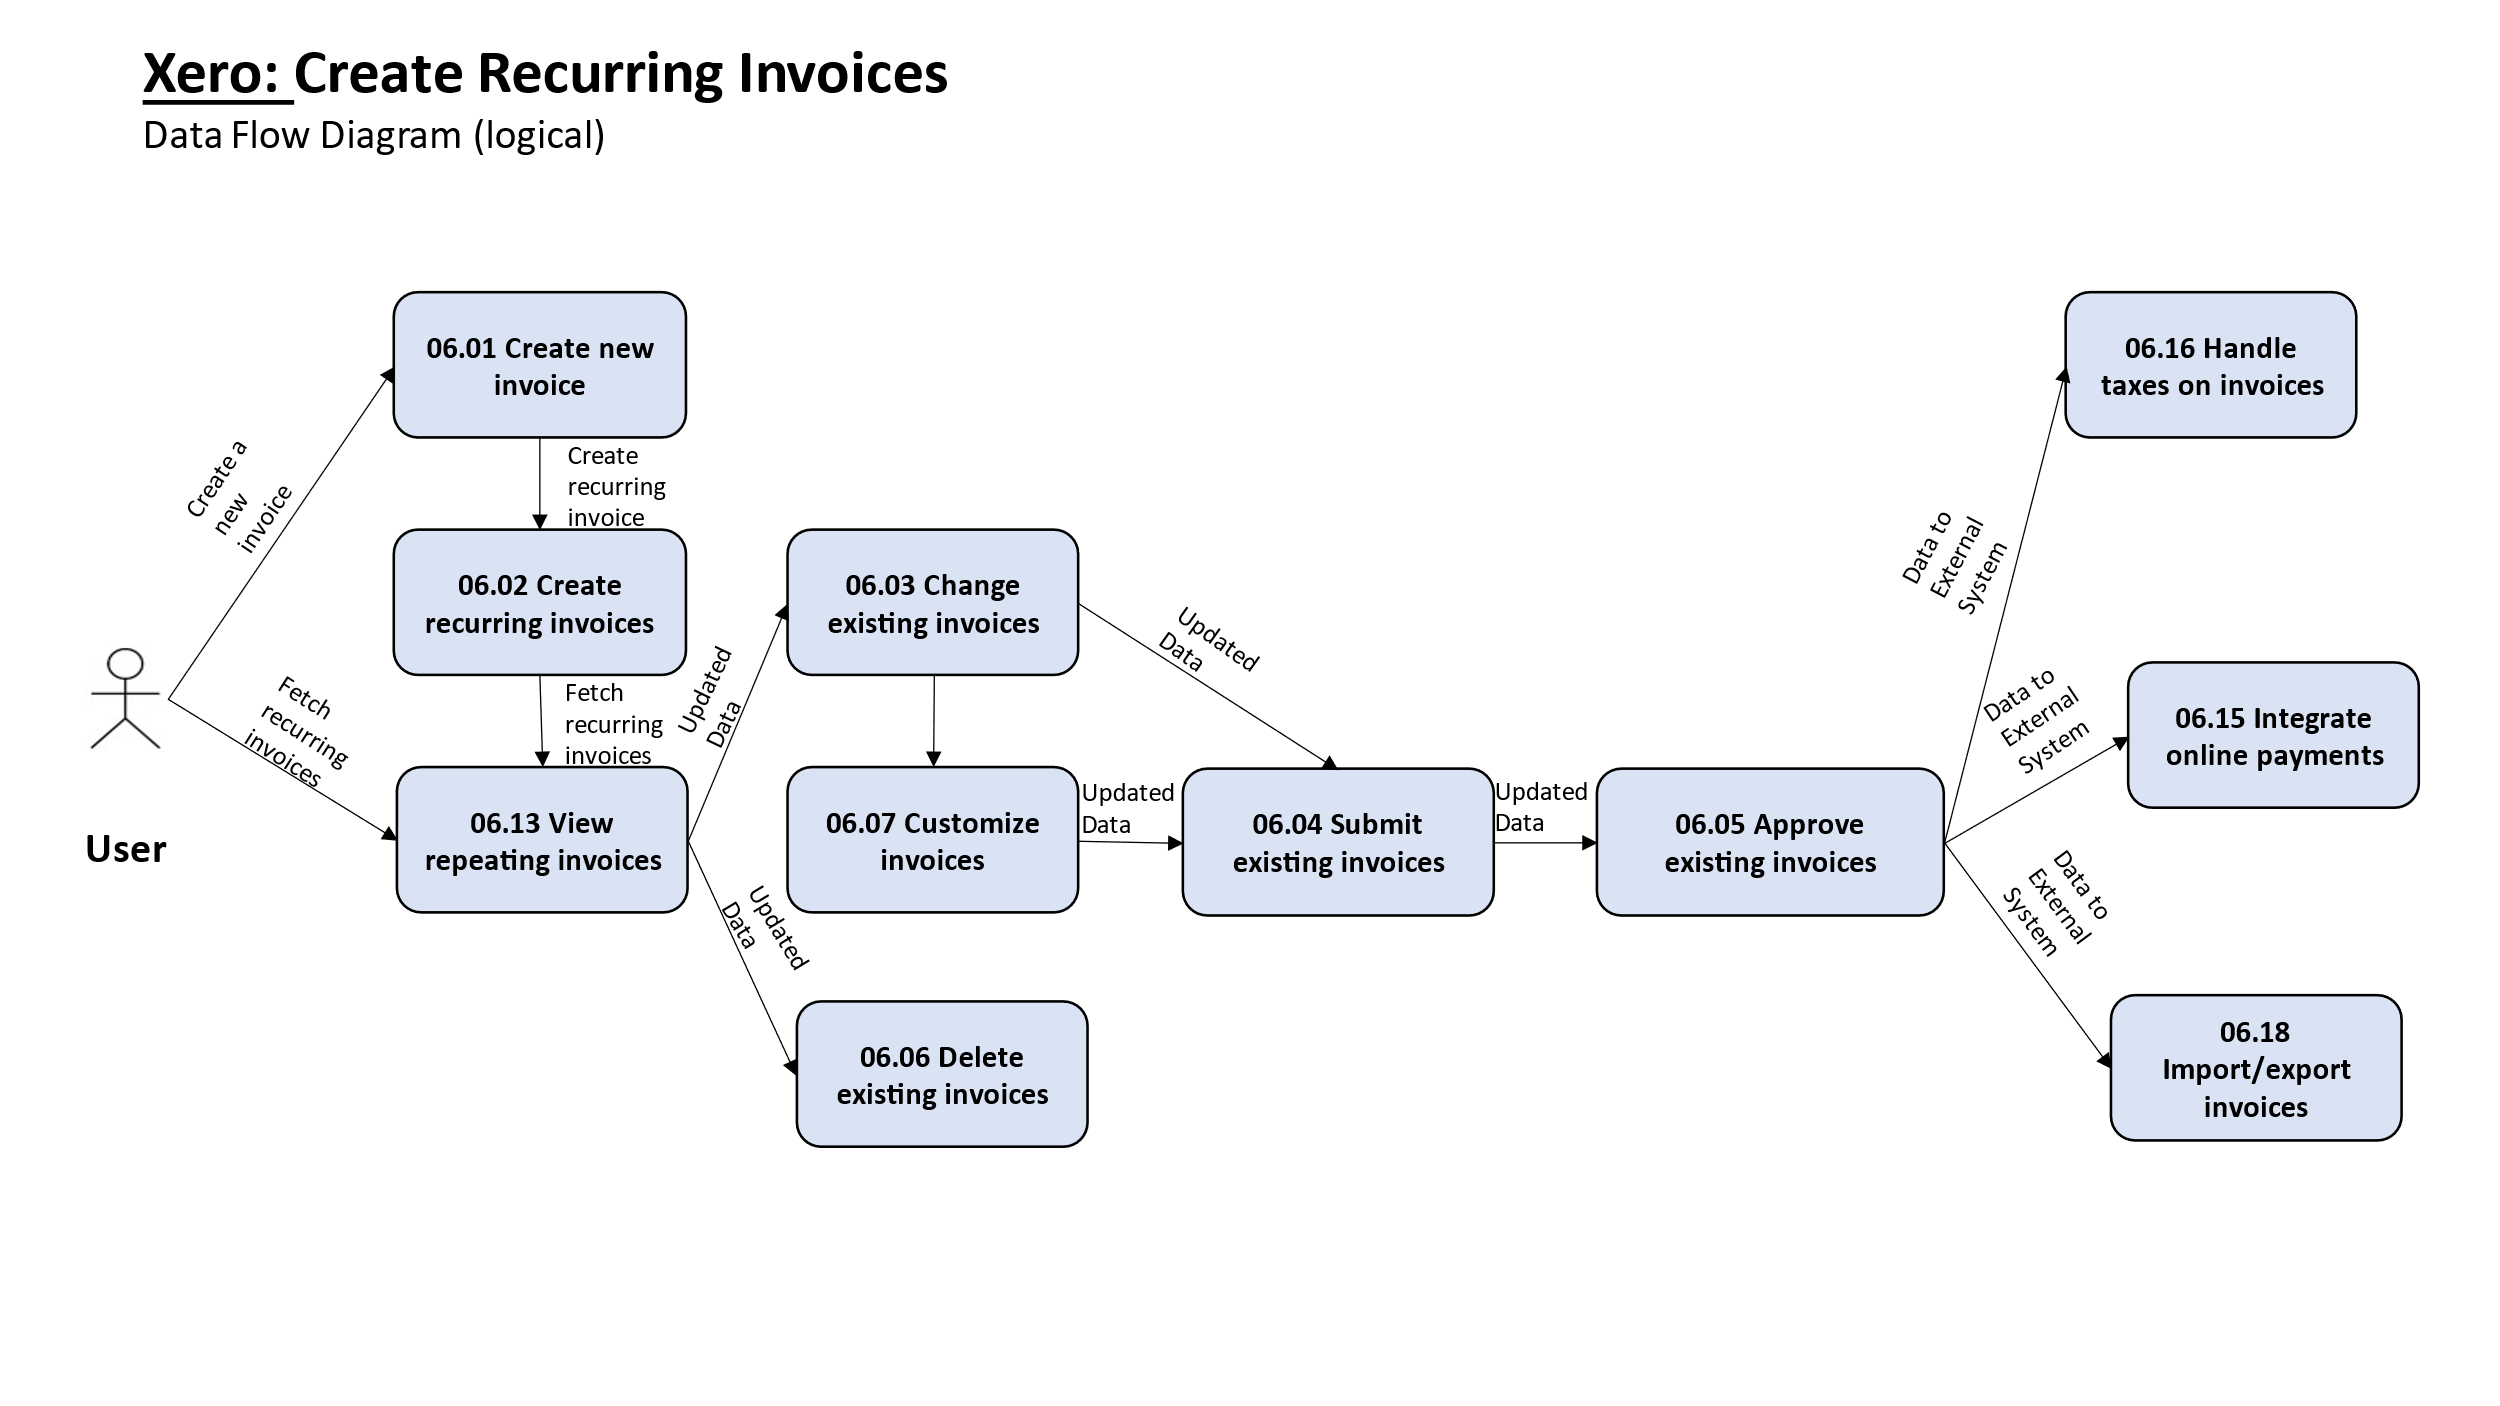 Xero: Create Recurring Invoices
Data Flow Diagram (logical)
06.01 Create new
invoice
06.16 Handle
taxes on invoices
Create a
new
invoice
Create
recurring
invoice
06.02 Create
recurring invoices
06.03 Change
existing invoices
Updated
Data
Data to
External
System
User
Fetch
recurring
invoices
Fetch
recurring
invoices
Updated
Data
Data to
External
System
06.15 Integrate
online payments
06.13 View
repeating invoices
06.07 Customize
invoices
Updated
Data
06.04 Submit
existing invoices
Updated
Data
06.05 Approve
existing invoices
Updated
Data
Data to
External
System
06.06 Delete
existing invoices
06.18
Import/export
invoices